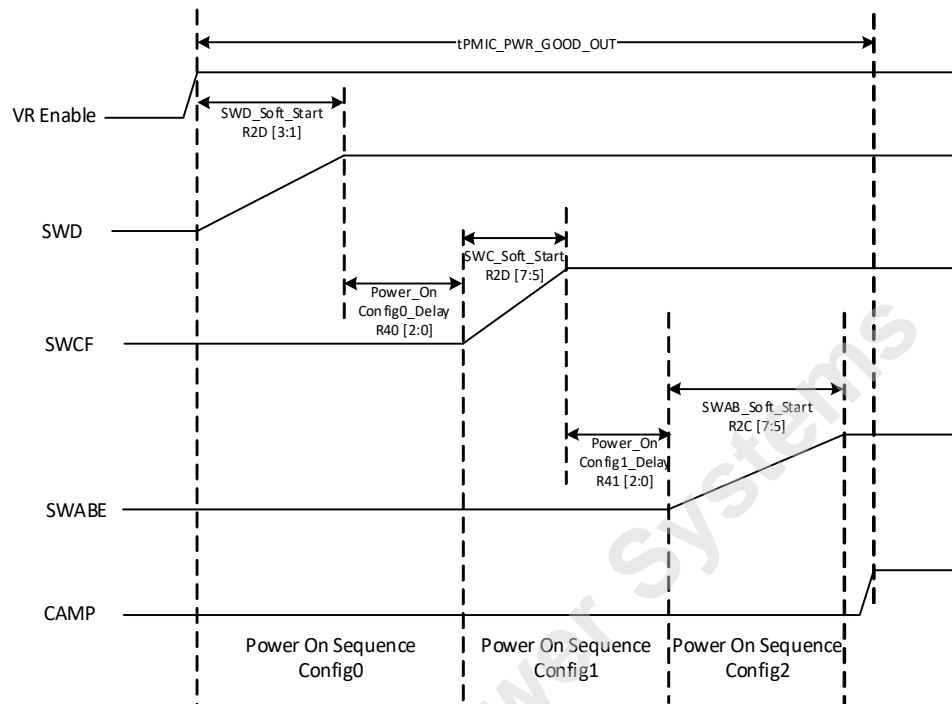 tPMIC_PWR_GOOD_OUT
VR Enable
SWD_Soft_Start
R2D [3:1]
SWD
SWC_Soft_Start
R2D [7:5]
Power_On
Config0_Delay
R40 [2:0]
SWCF
SWAB_Soft_Start
R2C [7:5]
Power_On
Config1_Delay
R41 [2:0]
SWABE
CAMP
Power On Sequence
Config0
Power On Sequence
Config1
Power On Sequence
Config2
Systems